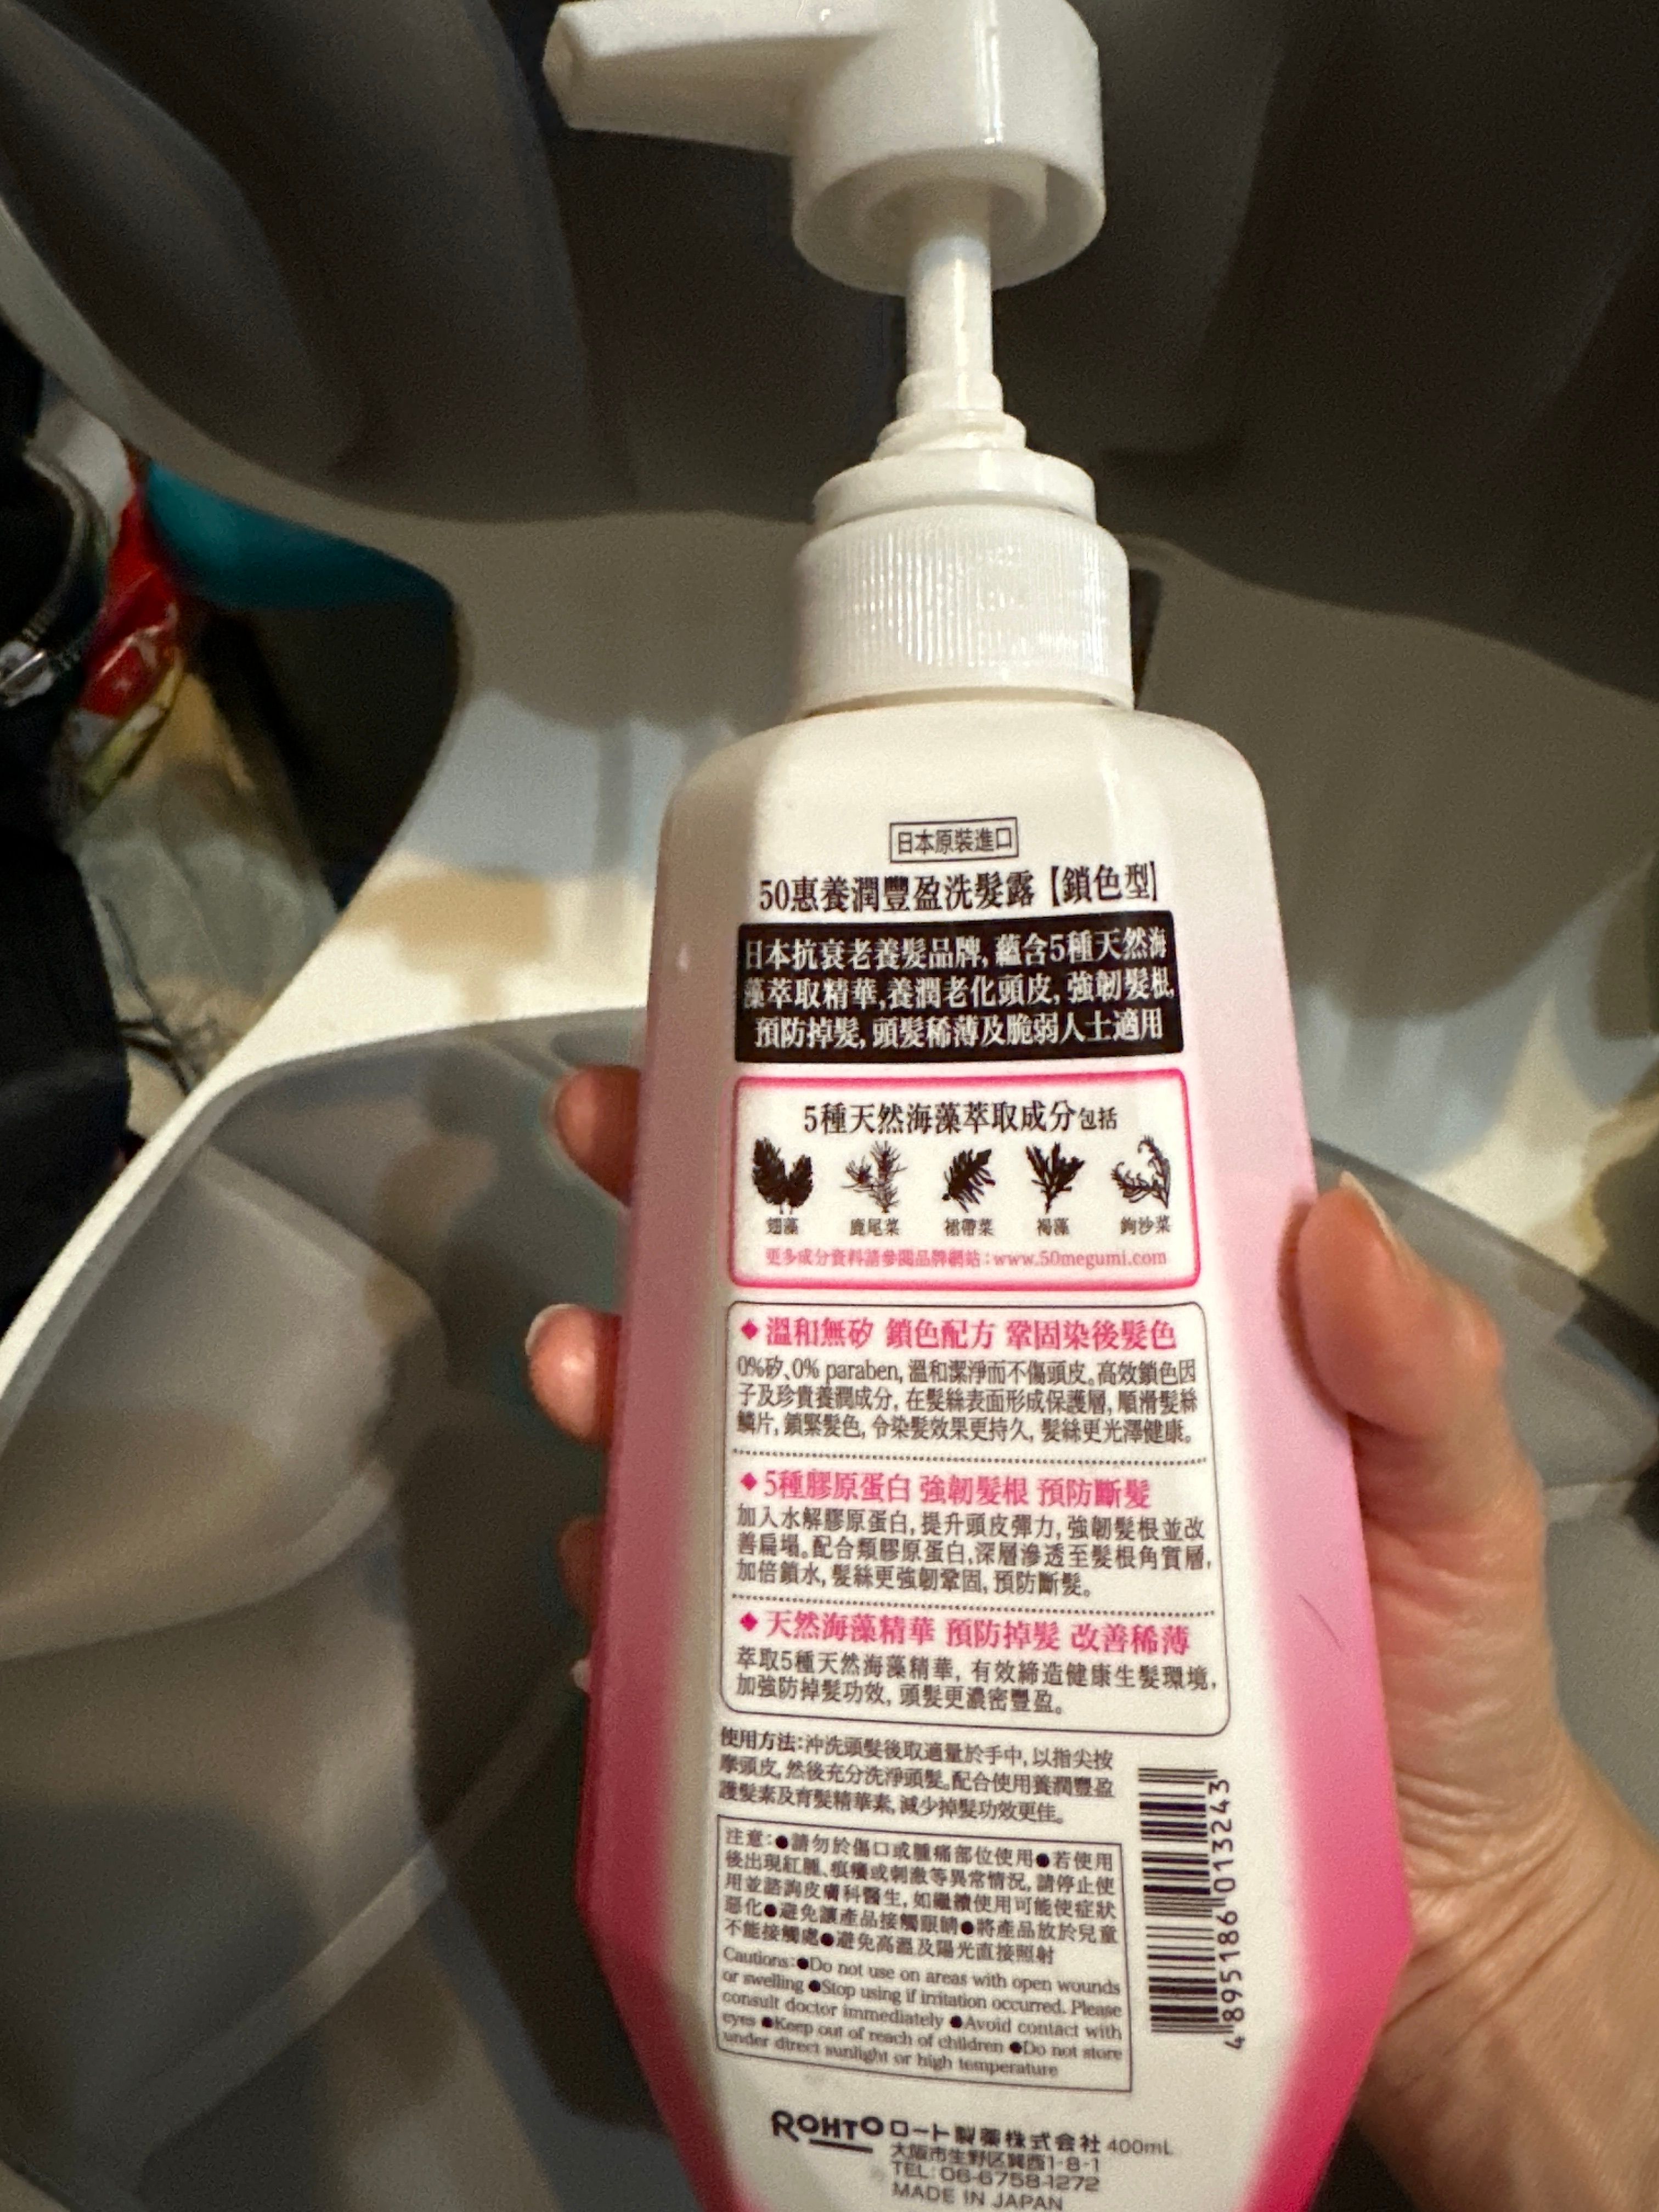 日本原裝進口
50惠養潤豐盈洗髮露【鎖色型】
日本抗衰老養髮品牌, 蘊含5種天然海
藻萃取精華,養潤老化頭皮, 強韌髮根,
預防掉髮, 頭髮稀薄及脆弱人士適用
5種天然海藻萃取成分包括
翅藻 鹿尾菜 裙帶菜 褐藻 鉤沙菜
更多成分資料請參閱品牌網站：www.50megumi.com
◆溫和無矽 鎖色配方 鞏固染後髮色
0%矽、0% paraben, 溫和潔淨而不傷頭皮。高效鎖色因
子及珍貴養潤成分, 在髮絲表面形成保護層, 順滑髮絲
鱗片, 鎖緊髮色, 令染髮效果更持久, 髮絲更光澤健康。
◆5種膠原蛋白 強韌髮根 預防斷髮
加入水解膠原蛋白, 提升頭皮彈力, 強韌髮根並改
善扁塌。配合類膠原蛋白,深層滲透至髮根角質層,
加倍鎖水, 髮絲更強韌鞏固, 預防斷髮。
◆天然海藻精華 預防掉髮 改善稀薄
萃取5種天然海藻精華, 有效締造健康生髮環境,
加強防掉髮功效, 頭髮更濃密豐盈。
使用方法：沖洗頭髮後取適量於手中, 以指尖按
摩頭皮, 然後充分洗淨頭髮。配合使用養潤豐盈
護髮素及育髮精華素, 減少掉髮功效更佳。
注意：●請勿於傷口或腫痛部位使用●若使用
後出現紅腫、痕癢或刺激等異常情況, 請停止使
用並諮詢皮膚科醫生, 如繼續使用可能使症狀
惡化●避免讓產品接觸眼睛●將產品放於兒童
不能接觸處●避免高溫及陽光直接照射
Cautions:●Do not use on areas with open wounds
or swelling ●Stop using if irritation occurred. Please
consult doctor immediately ●Avoid contact with
eyes ●Keep out of reach of children ●Do not store
under direct sunlight or high temperature
4 895186 013243
ROHTO ロート製薬株式会社 400mL
大阪市生野区巽西1-8-1
TEL: 06-6758-1272
MADE IN JAPAN